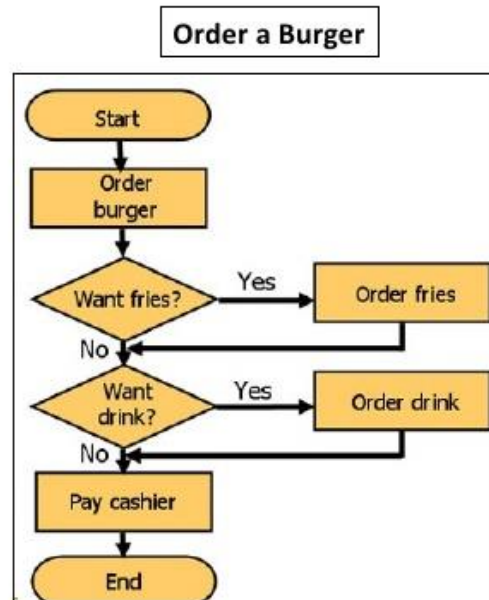 Order a Burger
Start
Order
burger
Want fries?
Yes
Order fries
No
Want
drink?
Yes
Order drink
No
Pay cashier
End